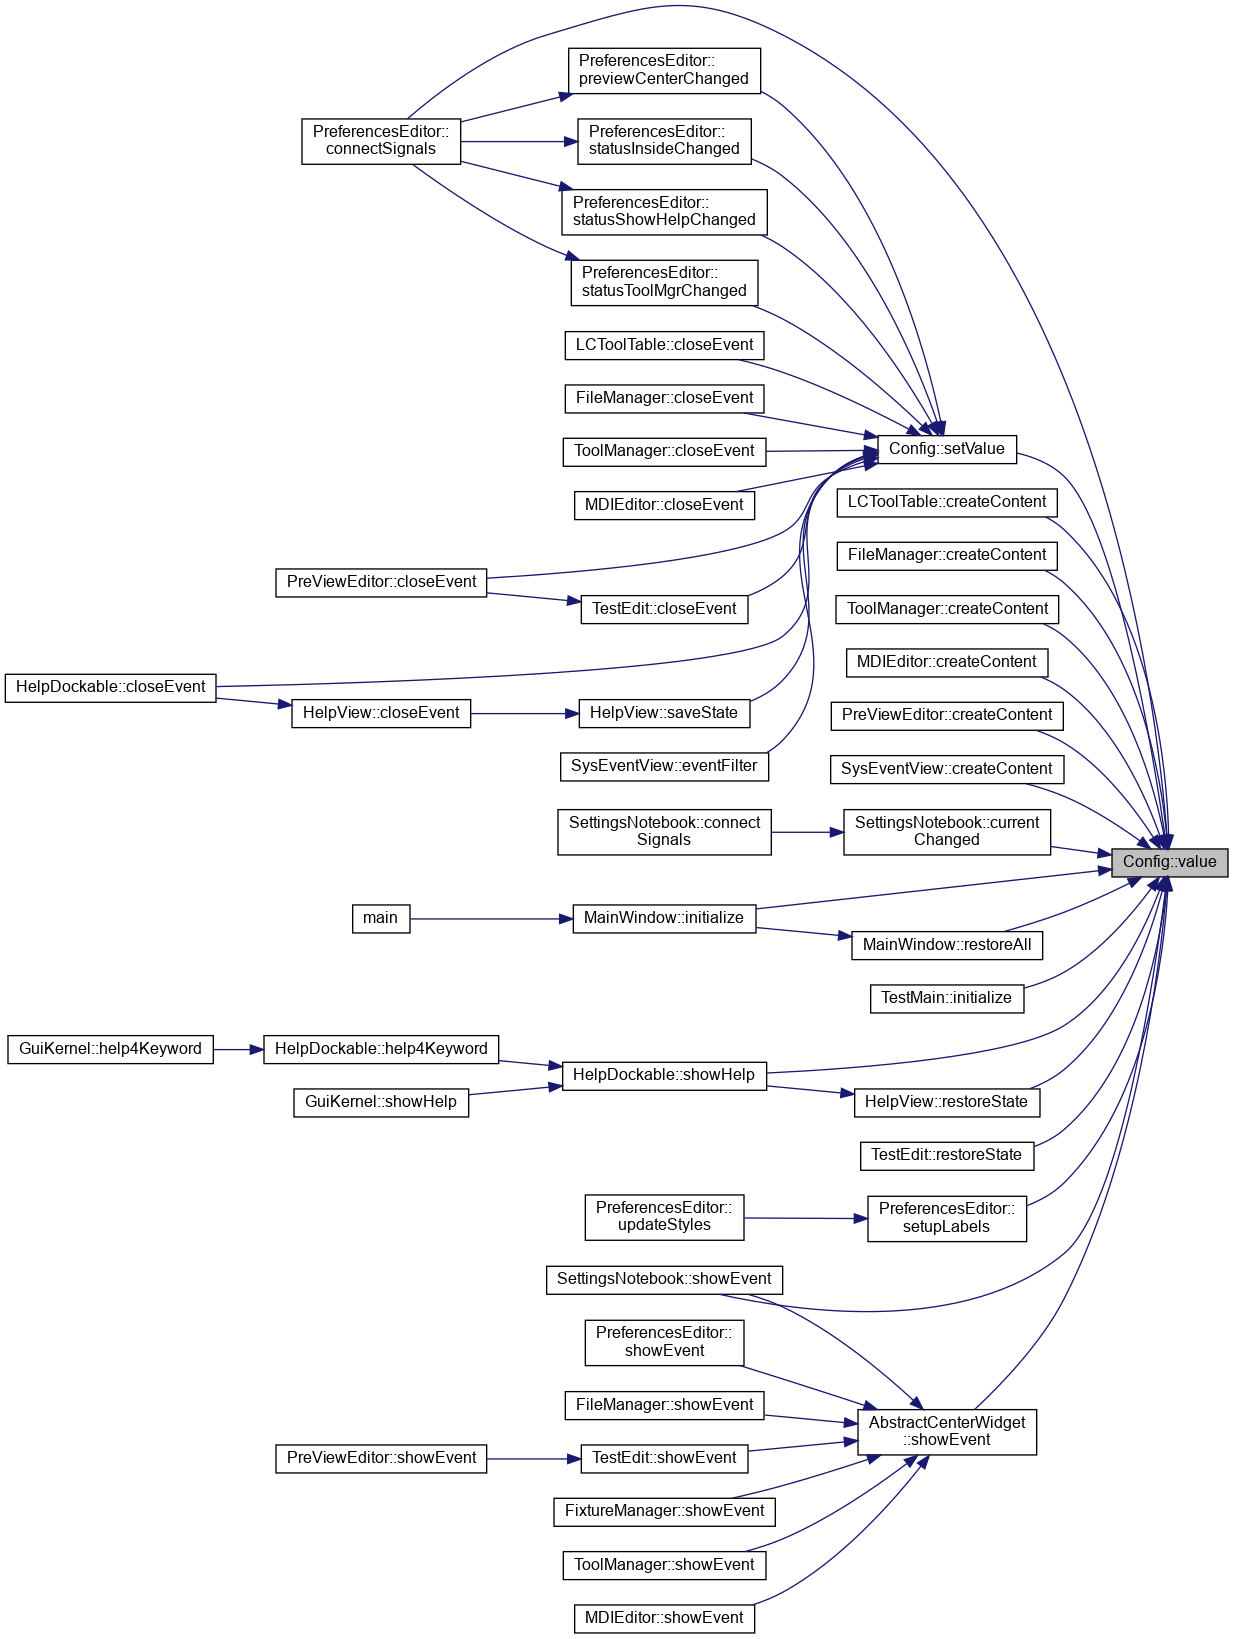 PreferencesEditor::
previewCenterChanged
PreferencesEditor::
connectSignals
PreferencesEditor::
statusInsideChanged
PreferencesEditor::
statusShowHelpChanged
PreferencesEditor::
statusToolMgrChanged
LCToolTable::closeEvent
FileManager::closeEvent
ToolManager::closeEvent
Config::setValue
MDIEditor::closeEvent
LCToolTable::createContent
FileManager::createContent
PreViewEditor::closeEvent
TestEdit::closeEvent
ToolManager::createContent
MDIEditor::createContent
HelpDockable::closeEvent
HelpView::closeEvent
HelpView::saveState
PreViewEditor::createContent
SysEventView::eventFilter
SysEventView::createContent
SettingsNotebook::connect
Signals
SettingsNotebook::current
Changed
Config::value
main
MainWindow::initialize
MainWindow::restoreAll
TestMain::initialize
GuiKernel::help4Keyword
HelpDockable::help4Keyword
HelpDockable::showHelp
GuiKernel::showHelp
HelpView::restoreState
TestEdit::restoreState
PreferencesEditor::
updateStyles
PreferencesEditor::
setupLabels
SettingsNotebook::showEvent
PreferencesEditor::
showEvent
FileManager::showEvent
AbstractCenterWidget
::showEvent
PreViewEditor::showEvent
TestEdit::showEvent
FixtureManager::showEvent
ToolManager::showEvent
MDIEditor::showEvent